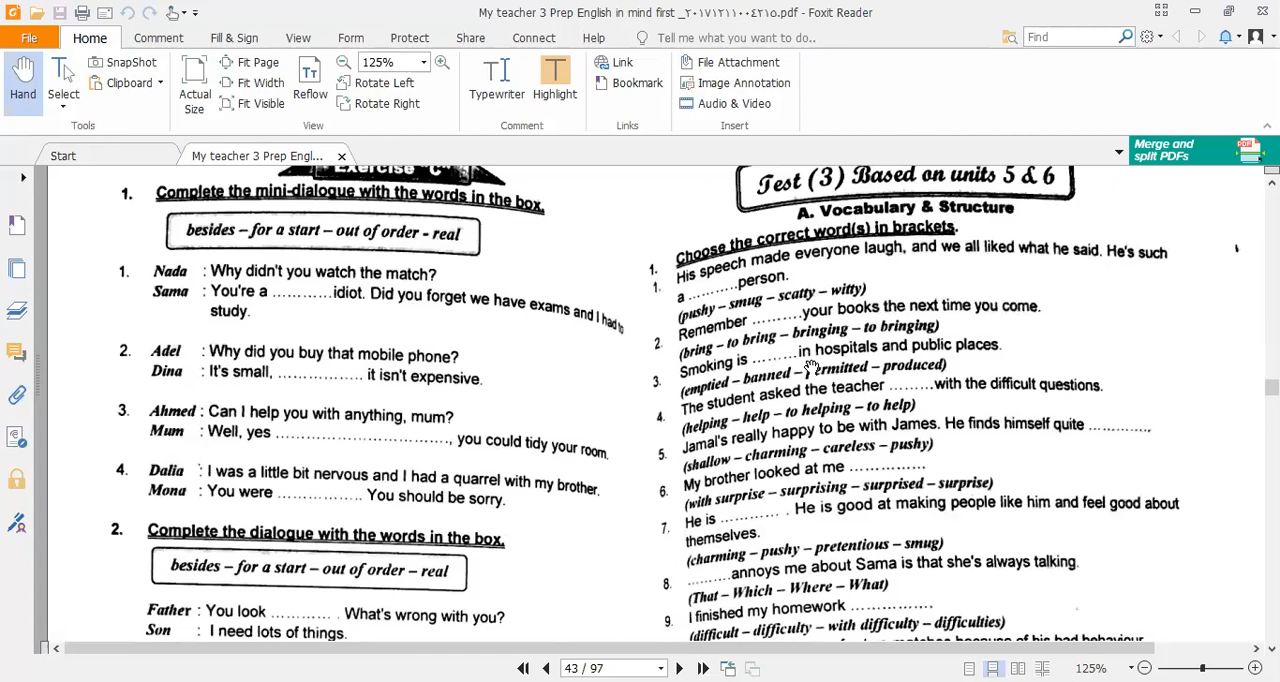 My teacher 3 Prep English in mind first _٢٠١١٢١١٠٠٤٢١٥.pdf - Foxit Reader
File
Home
Comment
Fill & Sign
View
Form
Protect
Share
Connect
Help
Tell me what you want to do..
Find
Hand
Select
SnapShot
Clipboard
Actual Size
Fit Page
Fit Width
Fit Visible
Reflow
125%
Rotate Left
Rotate Right
Typewriter
Highlight
Link
Bookmark
File Attachment
Image Annotation
Audio & Video
Tools
View
Comment
Links
Insert
Start
My teacher 3 Prep Engl...
Merge and
split PDFs
PDF
Exercise "C"
1. Complete the mini-dialogue with the words in the box.
besides – for a start – out of order - real
1. Nada : Why didn't you watch the match?
Sama : You're a ...........idiot. Did you forget we have exams and I had to
study.
2. Adel : Why did you buy that mobile phone?
Dina : It's small, ................ it isn't expensive.
3. Ahmed : Can I help you with anything, mum?
Mum : Well, yes ................................., you could tidy your room.
4. Dalia : I was a little bit nervous and I had a quarrel with my brother.
Mona : You were ................ You should be sorry.
2. Complete the dialogue with the words in the box.
besides – for a start – out of order – real
Father : You look ............ . What's wrong with you?
Son : I need lots of things.
Test (3) Based on units 5 & 6
A. Vocabulary & Structure
1. Choose the correct word(s) in brackets.
1. His speech made everyone laugh, and we all liked what he said. He's such
a ..........person.
(pushy – smug – scatty – witty)
2. Remember ..........your books the next time you come.
(bring – to bring – bringing – to bringing)
3. Smoking is .........in hospitals and public places.
(emptied – banned – permitted – produced)
4. The student asked the teacher .........with the difficult questions.
(helping – help – to helping – to help)
5. Jamal's really happy to be with James. He finds himself quite ............
(shallow – charming – careless – pushy)
6. My brother looked at me ..............
(with surprise – surprising – surprised – surprise)
7. He is ............ . He is good at making people like him and feel good about
themselves.
(charming – pushy – pretentious – smug)
8. .........annoys me about Sama is that she's always talking.
(That – Which – Where – What)
9. I finished my homework ...............
(difficult – difficulty – with difficulty – difficulties)
matches because of his bad behaviour
43 / 97
125%